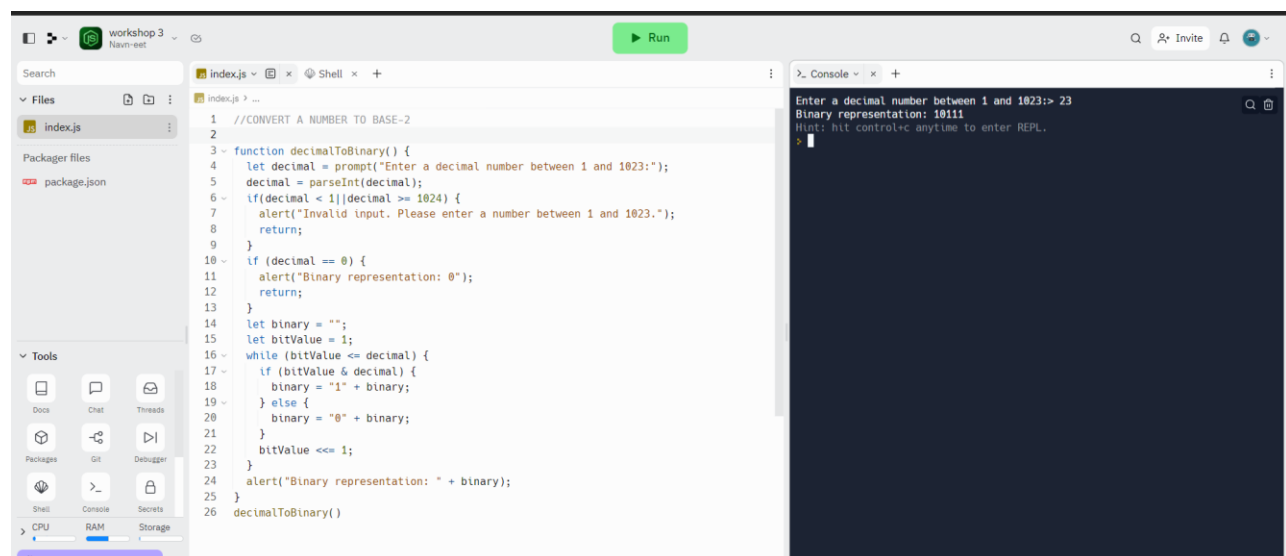 workshop 3
Navn-eet
Run
Invite
Search
Files
index.js
Packager files
package.json
Tools
Docs
Chat
Threads
Packages
Git
Debugger
Shell
Console
Secrets
CPU
RAM
Storage
index.js
Shell
index.js > ...
1 //CONVERT A NUMBER TO BASE-2
2
3 function decimalToBinary() {
4 let decimal = prompt("Enter a decimal number between 1 and 1023:");
5 decimal = parseInt(decimal);
6 if(decimal < 1||decimal >= 1024) {
7 alert("Invalid input. Please enter a number between 1 and 1023.");
8 return;
9 }
10 if (decimal == 0) {
11 alert("Binary representation: 0");
12 return;
13 }
14 let binary = "";
15 let bitValue = 1;
16 while (bitValue <= decimal) {
17 if (bitValue & decimal) {
18 binary = "1" + binary;
19 } else {
20 binary = "0" + binary;
21 }
22 bitValue <<= 1;
23 }
24 alert("Binary representation: " + binary);
25 }
26 decimalToBinary()
Console
Enter a decimal number between 1 and 1023:> 23
Binary representation: 10111
Hint: hit control+c anytime to enter REPL.
>